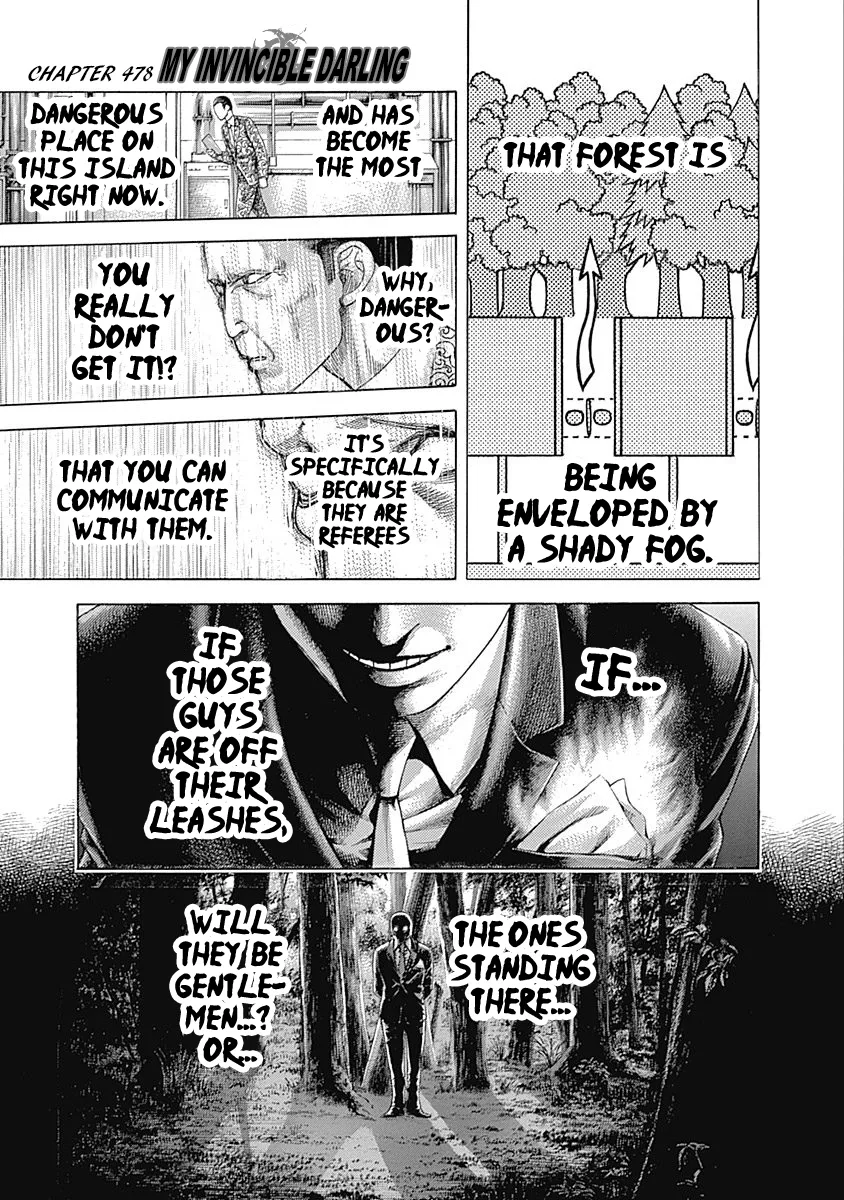 CHAPTER 478 MY INVINCIBLE DARLING
THAT FOREST IS
BEING
ENVELOPED BY
A SHADY FOG.
AND HAS
BECOME
THE MOST
DANGEROUS
PLACE ON
THIS ISLAND
RIGHT NOW.
WHY,
DANGER-
OUS?
YOU
REALLY
DON'T
GET IT!?
IT'S
SPECIFICALLY
BECAUSE
THEY ARE
REFEREES
THAT YOU CAN
COMMUNICATE
WITH THEM.
IF...
IF
THOSE
GUYS
ARE OFF
THEIR
LEASHES,
THE ONES
STANDING
THERE...
WILL
THEY BE
GENTLE-
MEN...?
OR...